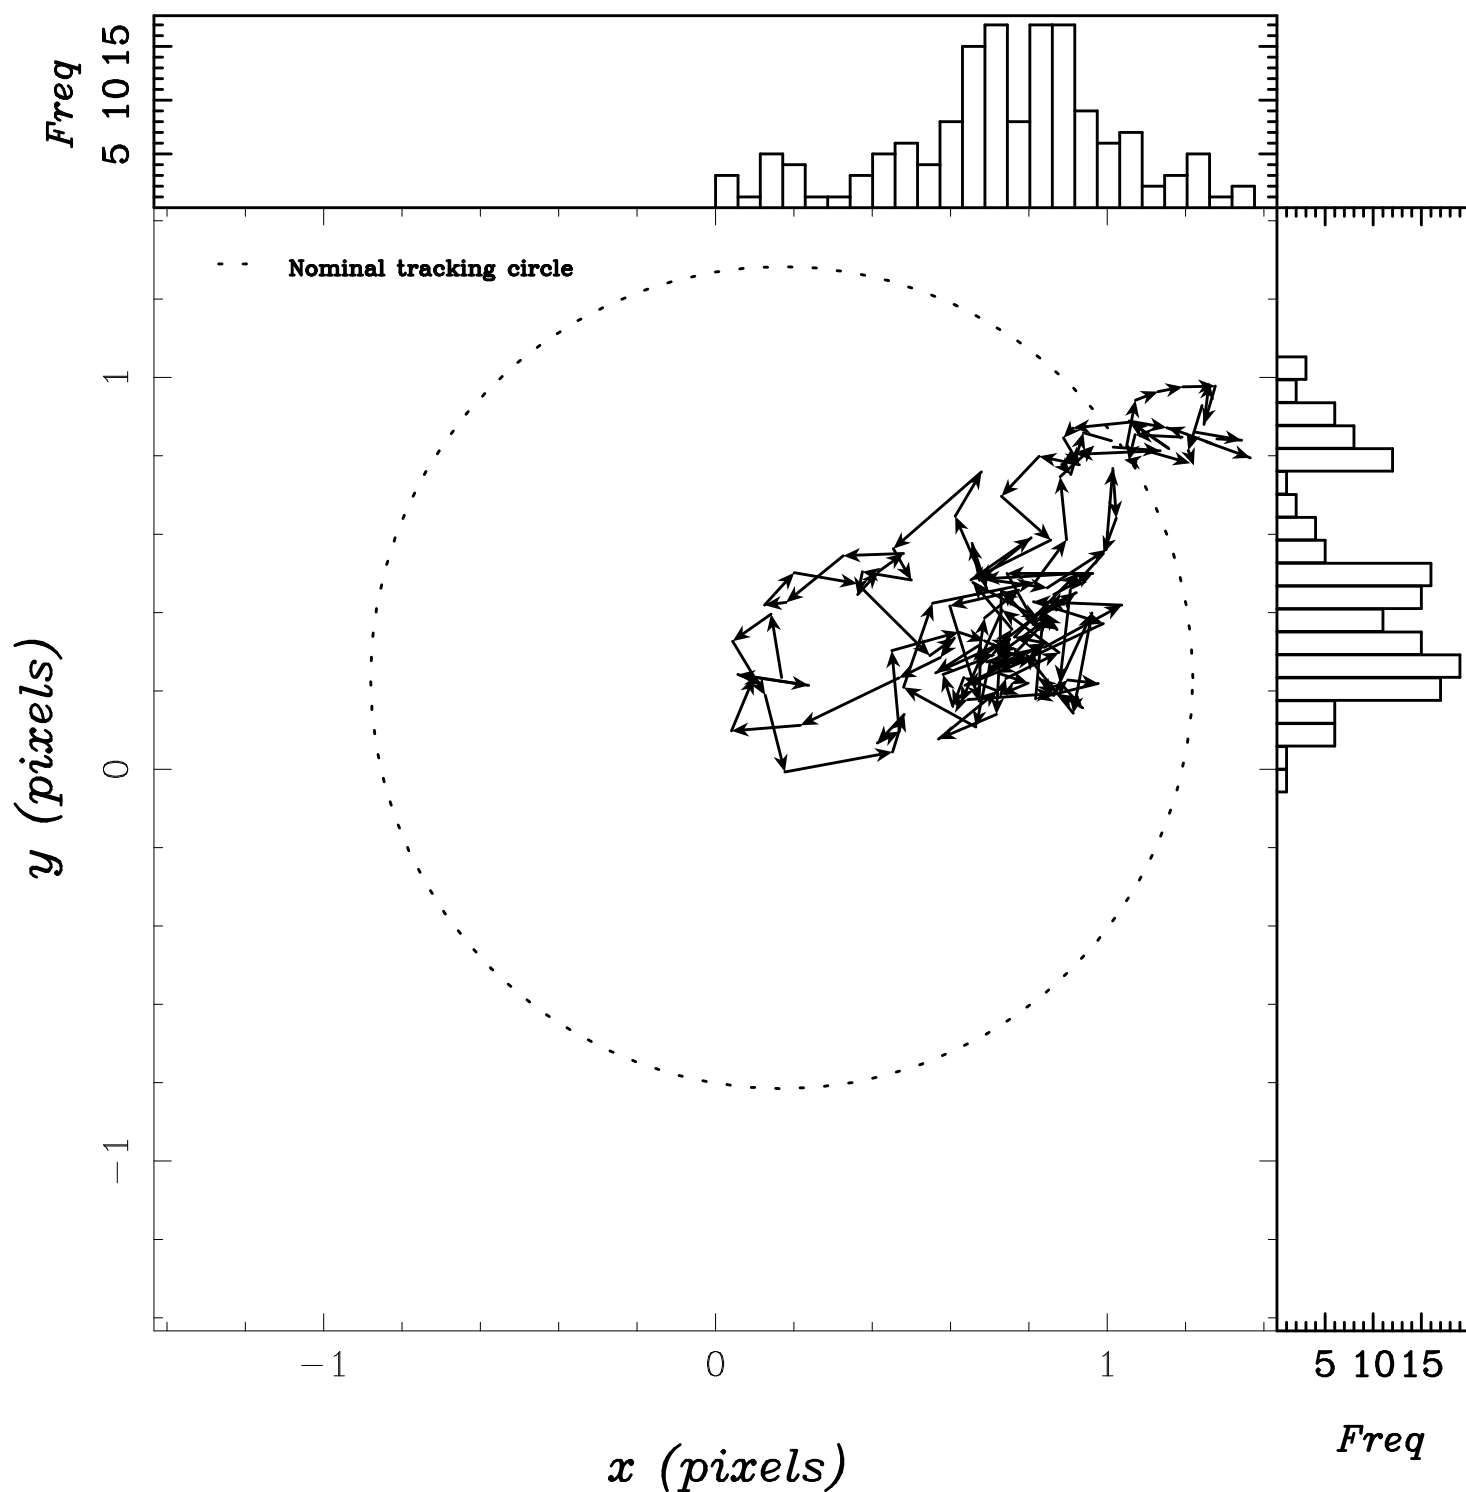 Freq
5 10 15
Nominal tracking circle
y (pixels)
1
0
−1
−1 0 1
5 10 15
x (pixels)
Freq